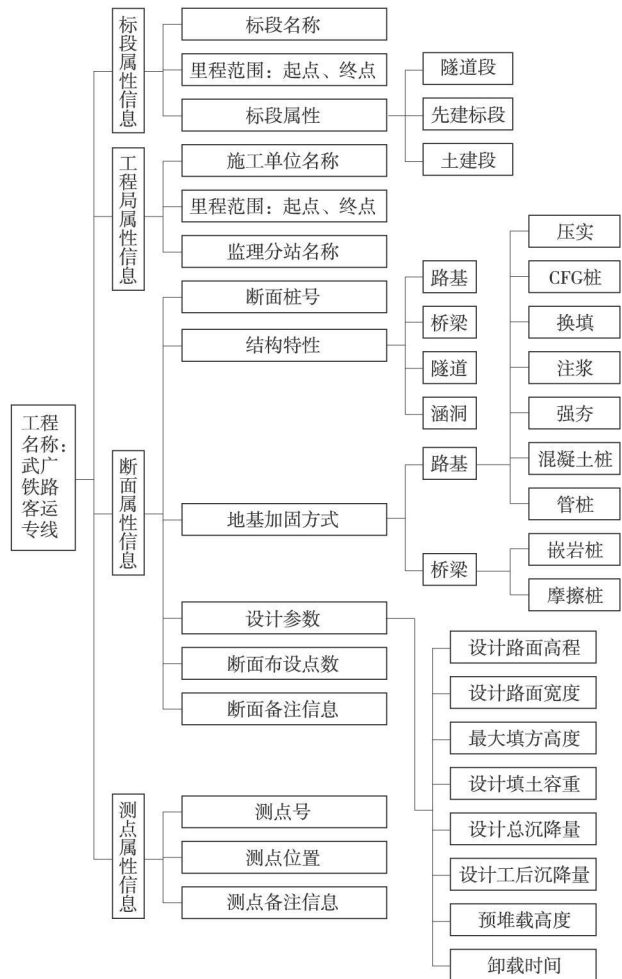 工程
名称：
武广
铁路
客运
专线
标段属性信息
标段名称
里程范围：起点、终点
标段属性
隧道段
先建标段
土建段
工程局属性信息
施工单位名称
里程范围：起点、终点
监理分站名称
断面属性信息
断面桩号
结构特性
路基
桥梁
隧道
涵洞
地基加固方式
路基
压实
CFG桩
换填
注浆
强夯
混凝土桩
管桩
桥梁
嵌岩桩
摩擦桩
设计参数
设计路面高程
设计路面宽度
最大填方高度
设计填土容重
设计总沉降量
设计工后沉降量
预堆载高度
卸载时间
断面布设点数
断面备注信息
测点属性信息
测点号
测点位置
测点备注信息